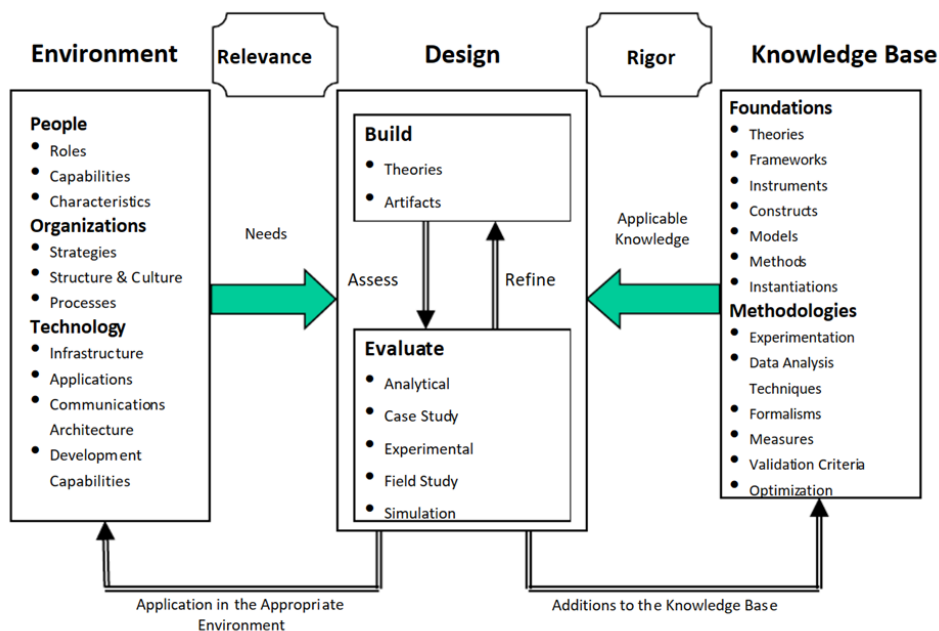 Environment
Relevance
Design
Rigor
Knowledge Base
People
• Roles
• Capabilities
• Characteristics
Organizations
• Strategies
• Structure & Culture
• Processes
Technology
• Infrastructure
• Applications
• Communications
Architecture
• Development
Capabilities
Needs
Build
• Theories
• Artifacts
Assess
Refine
Evaluate
• Analytical
• Case Study
• Experimental
• Field Study
• Simulation
Applicable
Knowledge
Foundations
• Theories
• Frameworks
• Instruments
• Constructs
• Models
• Methods
• Instantiations
Methodologies
• Experimentation
• Data Analysis
Techniques
• Formalisms
• Measures
• Validation Criteria
• Optimization
Application in the Appropriate
Environment
Additions to the Knowledge Base